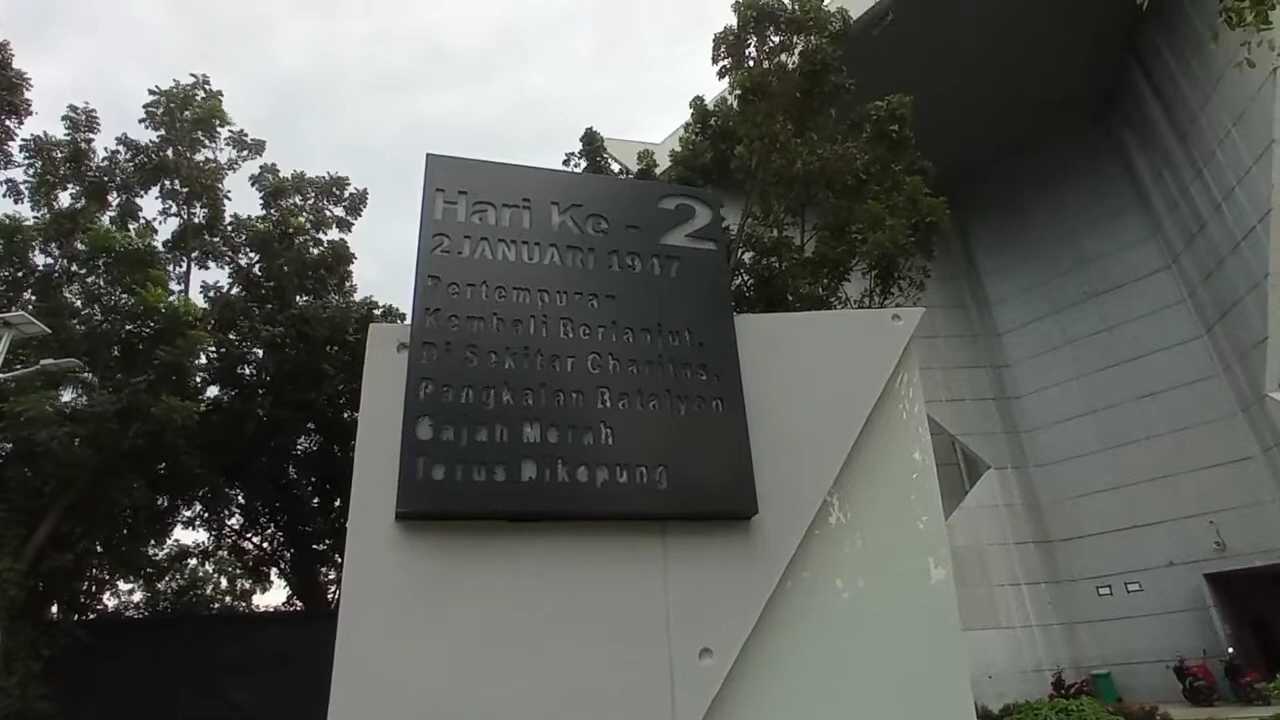 Hari Ke - 2
2 JANUARI 1947
Pertempuran
Kembali Berlanjut.
Di Sekitar Charitas,
Pangkalan Batalyon
Gajah Merah
Terus Dikepung